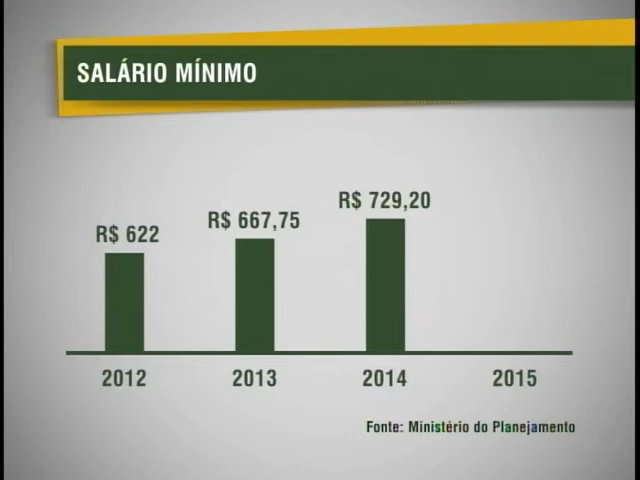 SALÁRIO MÍNIMO
R$ 729,20
R$ 667,75
R$ 622
2012 2013 2014 2015
Fonte: Ministério do Planejamento